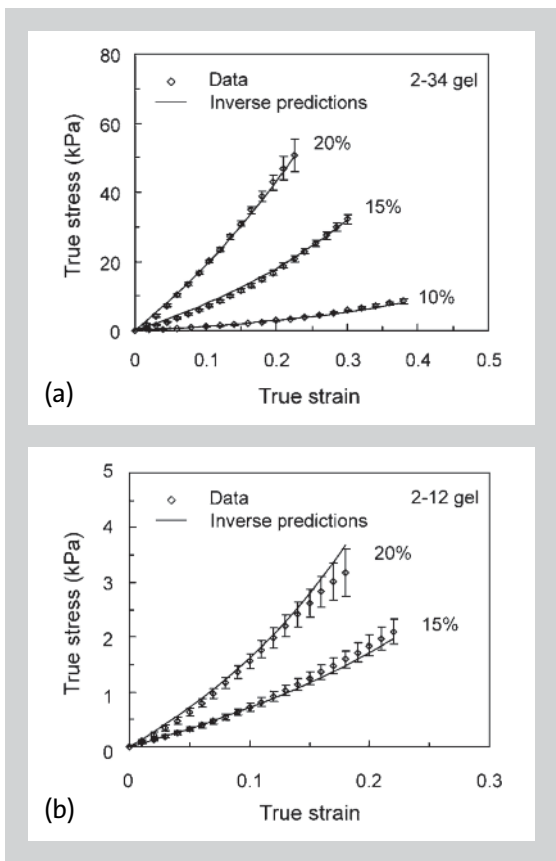 80
Data
2-34 gel
Inverse predictions
20%
60
True stress (kPa)
40
15%
20
10%
0
0 0.1 0.2 0.3 0.4 0.5
(a)
True strain
5
Data
2-12 gel
Inverse predictions
4
20%
True stress (kPa)
3
15%
2
1
0
0 0.1 0.2 0.3
(b)
True strain